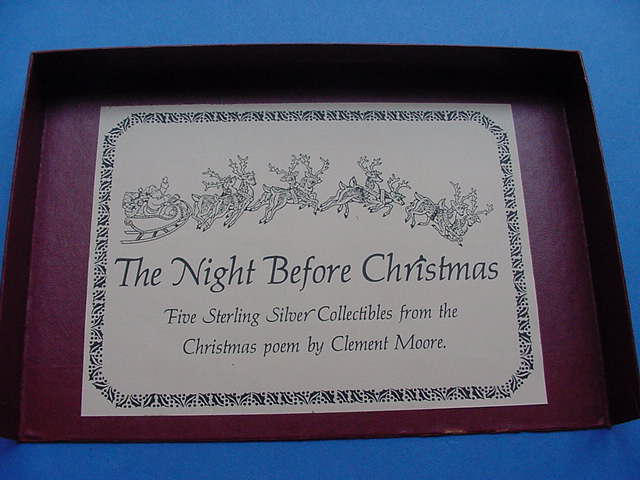 The Night Before Christmas
Five Sterling Silver Collectibles from the
Christmas poem by Clement Moore.